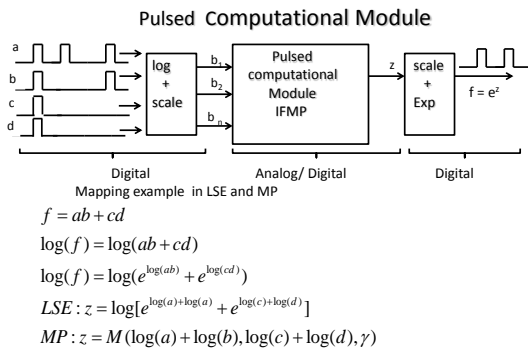 Pulsed Computational Module
a
b
c
d
log
+
scale
b1
b2
bn
Pulsed
computational
Module
IFMP
z
scale
+
Exp
f = e^z
Digital
Analog/ Digital
Digital
Mapping example in LSE and MP
f = ab + cd
log(f) = log(ab + cd)
log(f) = log(e^log(ab) + e^log(cd))
LSE : z = log[e^log(a)+log(a) + e^log(c)+log(d)]
MP : z = M(log(a) + log(b), log(c) + log(d), γ)